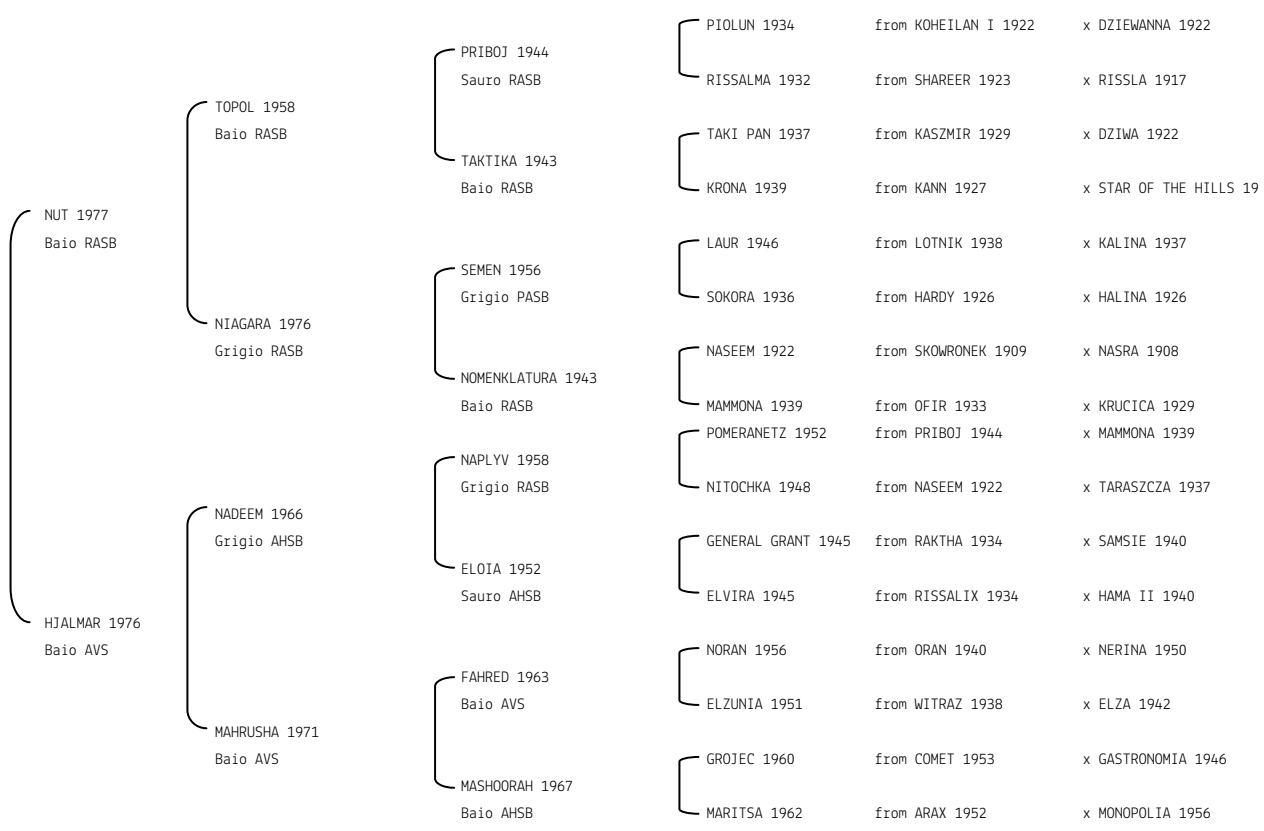 PIOLUN 1934 from KOHEILAN I 1922 x DZIEWANNA 1922
PRIBOJ 1944
Sauro RASB RISSALMA 1932 from SHAREER 1923 x RISSLA 1917
TOPOL 1958
Baio RASB TAKI PAN 1937 from KASZMIR 1929 x DZIWA 1922
TAKTIKA 1943
Baio RASB KRONA 1939 from KANN 1927 x STAR OF THE HILLS 19
NUT 1977
Baio RASB LAUR 1946 from LOTNIK 1938 x KALINA 1937
SEMEN 1956
Grigio PASB SOKORA 1936 from HARDY 1926 x HALINA 1926
NIAGARA 1976
Grigio RASB NASEEM 1922 from SKOWRONEK 1909 x NASRA 1908
NOMENKLATURA 1943
Baio RASB MAMMONA 1939 from OFIR 1933 x KRUCICA 1929
POMERANETZ 1952 from PRIBOJ 1944 x MAMMONA 1939
NAPLYV 1958
Grigio RASB NITOCHKA 1948 from NASEEM 1922 x TARASZCZA 1937
NADEEM 1966
Grigio AHSB GENERAL GRANT 1945 from RAKTHA 1934 x SAMSIE 1940
ELOIA 1952
Sauro AHSB ELVIRA 1945 from RISSALIX 1934 x HAMA II 1940
HJALMAR 1976
Baio AVS NORAN 1956 from ORAN 1940 x NERINA 1950
FAHRED 1963
Baio AVS ELZUNIA 1951 from WITRAZ 1938 x ELZA 1942
MAHRUSHA 1971
Baio AVS GROJEC 1960 from COMET 1953 x GASTRONOMIA 1946
MASHOORAH 1967
Baio AHSB MARITSA 1962 from ARAX 1952 x MONOPOLIA 1956